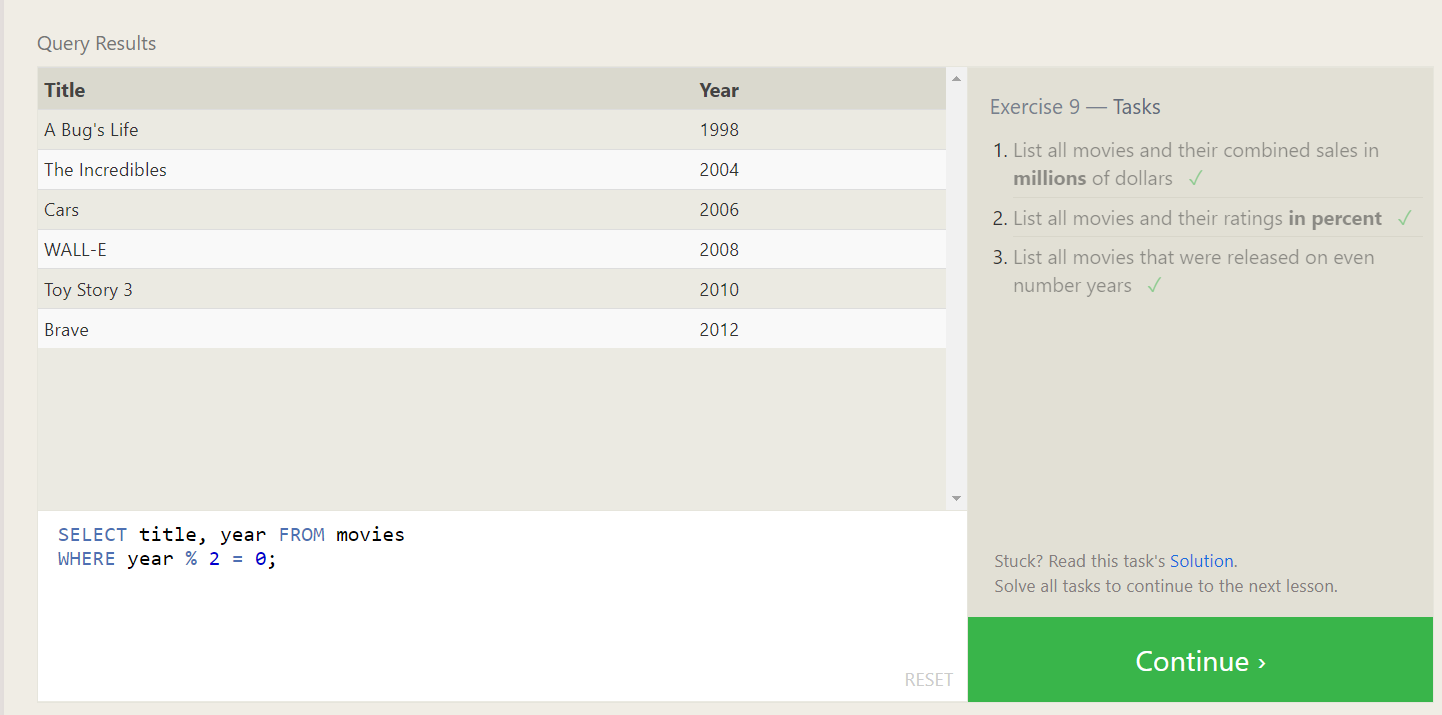 Query Results
Title Year
A Bug's Life 1998
The Incredibles 2004
Cars 2006
WALL-E 2008
Toy Story 3 2010
Brave 2012
SELECT title, year FROM movies
WHERE year % 2 = 0;
RESET
Exercise 9 — Tasks
1. List all movies and their combined sales in
millions of dollars ✓
2. List all movies and their ratings in percent ✓
3. List all movies that were released on even
number years ✓
Stuck? Read this task's Solution.
Solve all tasks to continue to the next lesson.
Continue ›